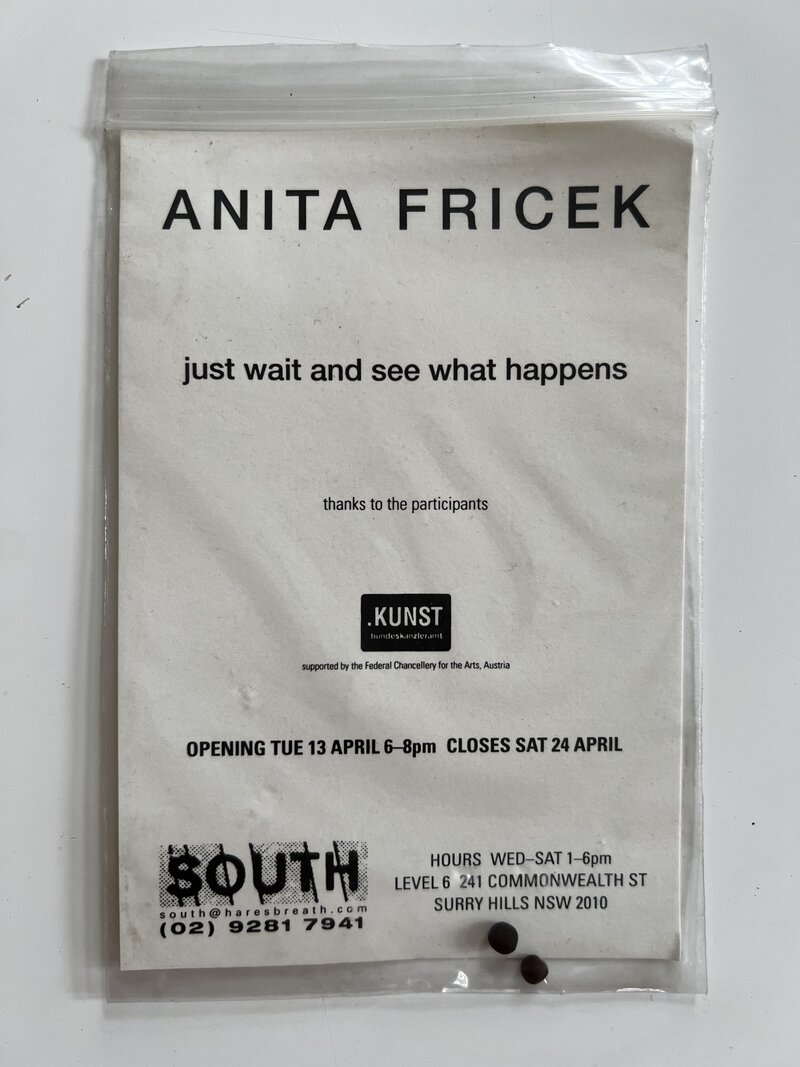 ANITA FRICEK
just wait and see what happens
thanks to the participants
.KUNST
bundeskanzleramt
supported by the Federal Chancellery for the Arts, Austria
OPENING TUE 13 APRIL 6–8pm CLOSES SAT 24 APRIL
SOUTH
south@haresbreath.com
(02) 9281 7941
HOURS WED–SAT 1–6pm
LEVEL 6 241 COMMONWEALTH ST
SURRY HILLS NSW 2010